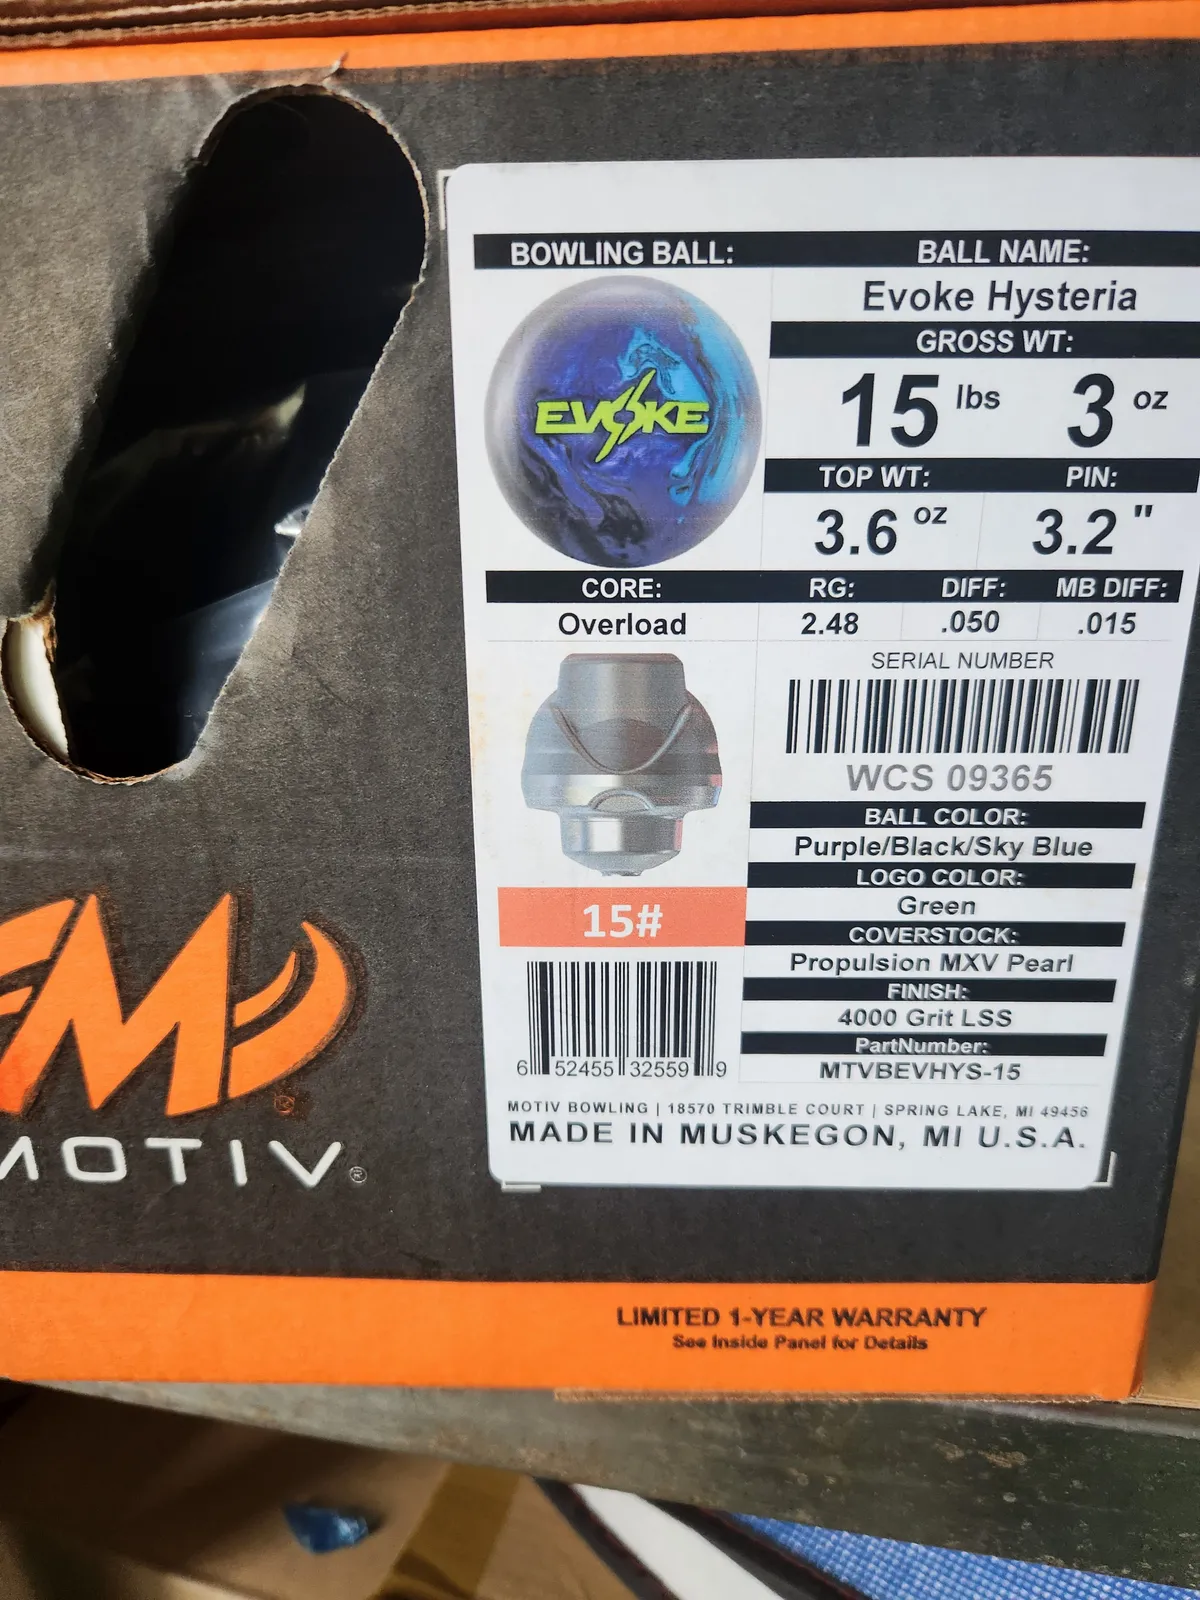 BOWLING BALL:
BALL NAME:
Evoke Hysteria
EVOKE
GROSS WT:
15 lbs 3 oz
TOP WT: PIN:
3.6 oz 3.2 "
CORE: RG: DIFF: MB DIFF:
Overload 2.48 .050 .015
SERIAL NUMBER
WCS 09365
BALL COLOR:
Purple/Black/Sky Blue
LOGO COLOR:
Green
COVERSTOCK:
Propulsion MXV Pearl
FINISH:
4000 Grit LSS
PartNumber:
MTVBEVHYS-15
15#
6 52455 32559 9
MOTIV BOWLING | 18570 TRIMBLE COURT | SPRING LAKE, MI 49456
MADE IN MUSKEGON, MI U.S.A.
MOTIV®
LIMITED 1-YEAR WARRANTY
See Inside Panel for Details